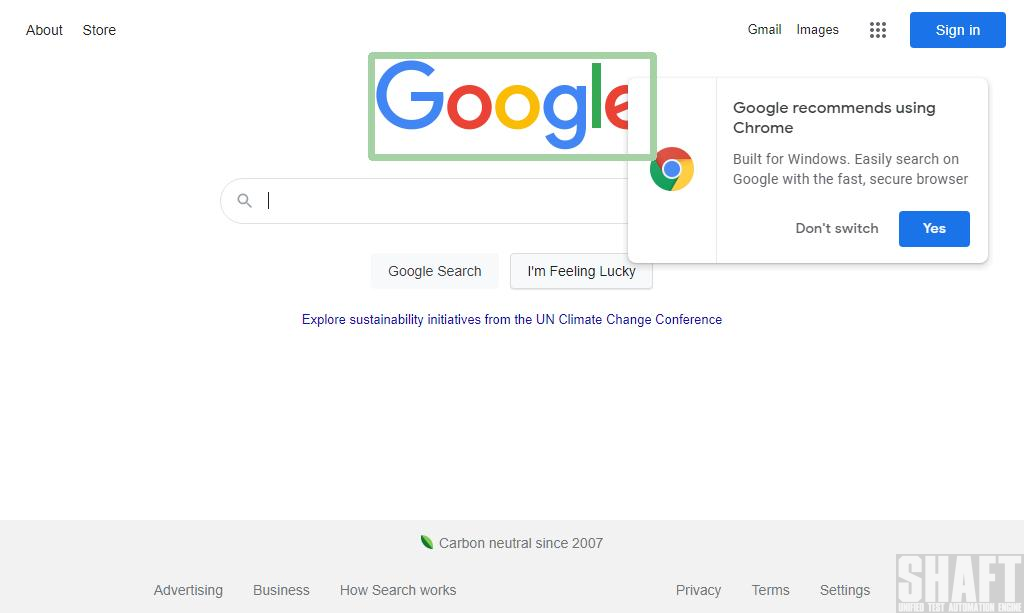 About Store
Gmail Images
Sign in
Google
Google recommends using
Chrome
Built for Windows. Easily search on
Google with the fast, secure browser
Don't switch
Yes
Google Search
I'm Feeling Lucky
Explore sustainability initiatives from the UN Climate Change Conference
Carbon neutral since 2007
Advertising Business How Search works
Privacy Terms Settings
SHAFT
UNIFIED TEST AUTOMATION ENGINE